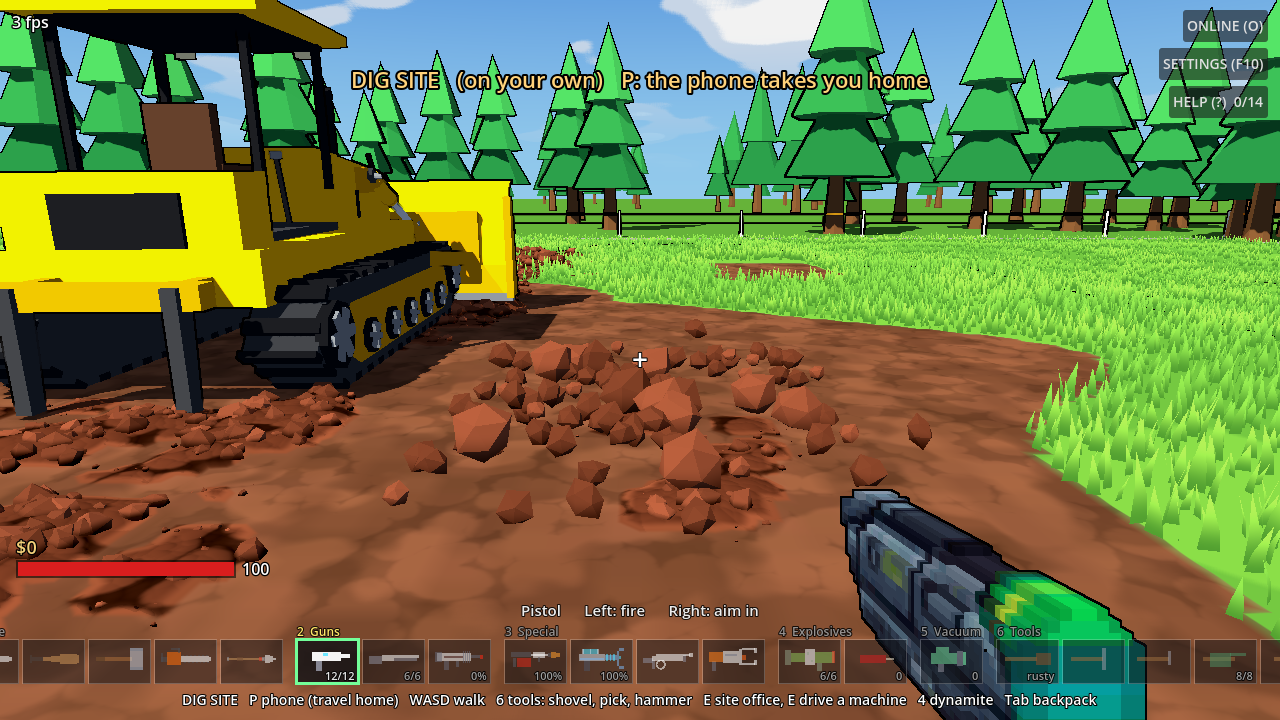 3 fps
ONLINE (O)
SETTINGS (F10)
HELP (?) 0/14
DIG SITE (on your own) P: the phone takes you home
$0
100
Pistol Left: fire Right: aim in
e 2 Guns 3 Special 4 Explosives 5 Vacuum 6 Tools
12/12 6/6 0% 100% 100% 6/6 0 0 rusty 8/8
DIG SITE P phone (travel home) WASD walk 6 tools: shovel, pick, hammer E site office, E drive a machine 4 dynamite Tab backpack